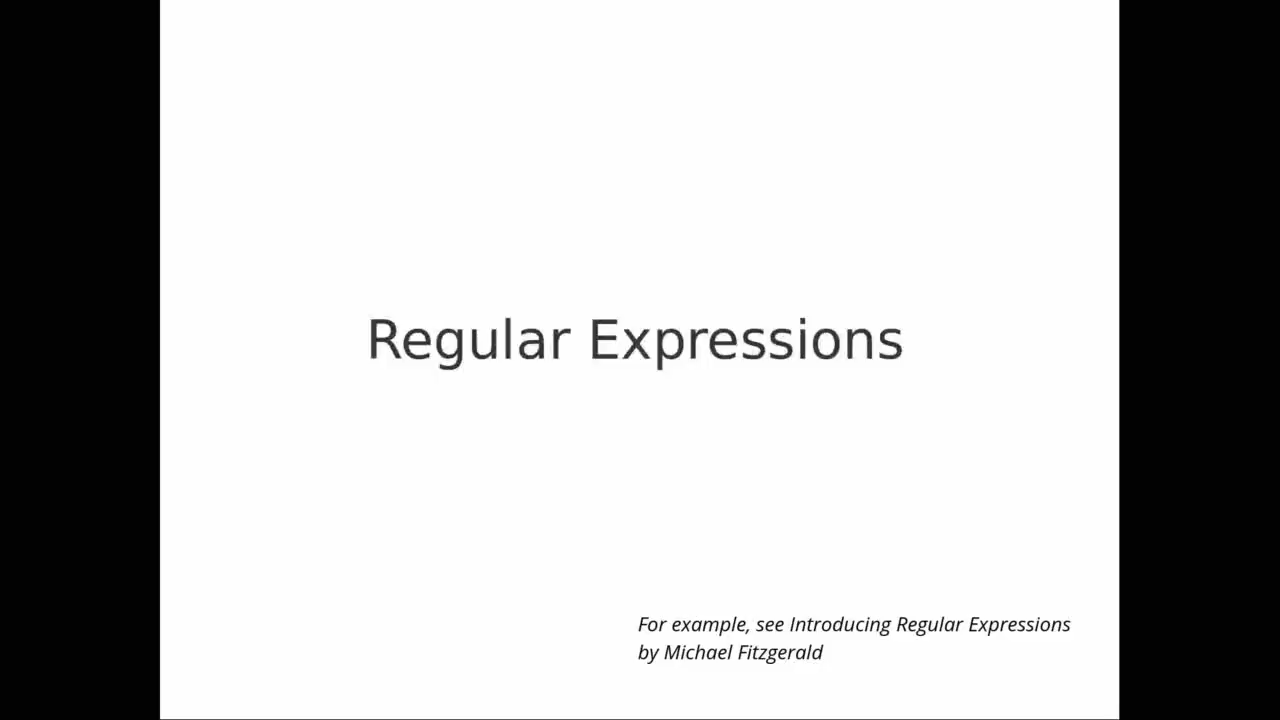 Regular Expressions
For example, see Introducing Regular Expressions
by Michael Fitzgerald